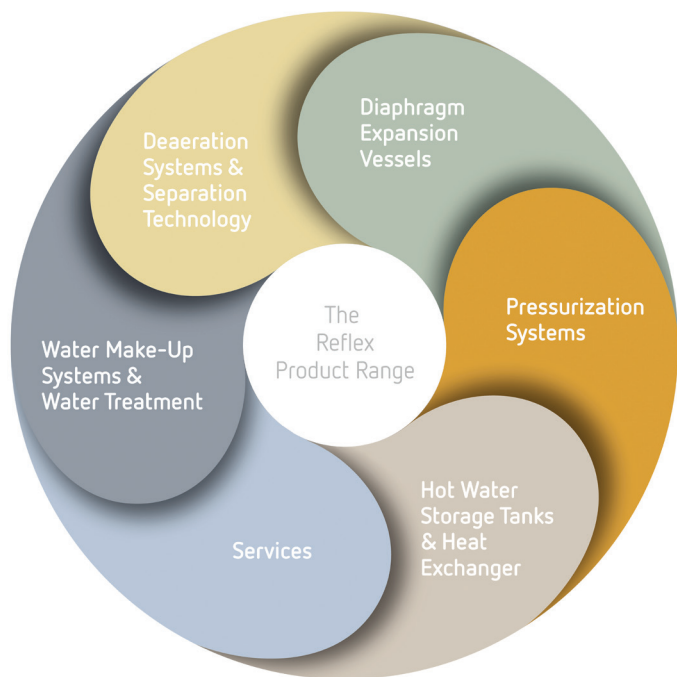 Diaphragm
Expansion
Vessels
Pressurization
Systems
Hot Water
Storage Tanks
& Heat
Exchanger
Services
Water Make-Up
Systems &
Water Treatment
Deaeration
Systems &
Separation
Technology
The
Reflex
Product Range